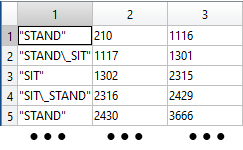 1 2 3
1 "STAND" 210 1116
2 "STAND\_SIT" 1117 1301
3 "SIT" 1302 2315
4 "SIT\_STAND" 2316 2429
5 "STAND" 2430 3666